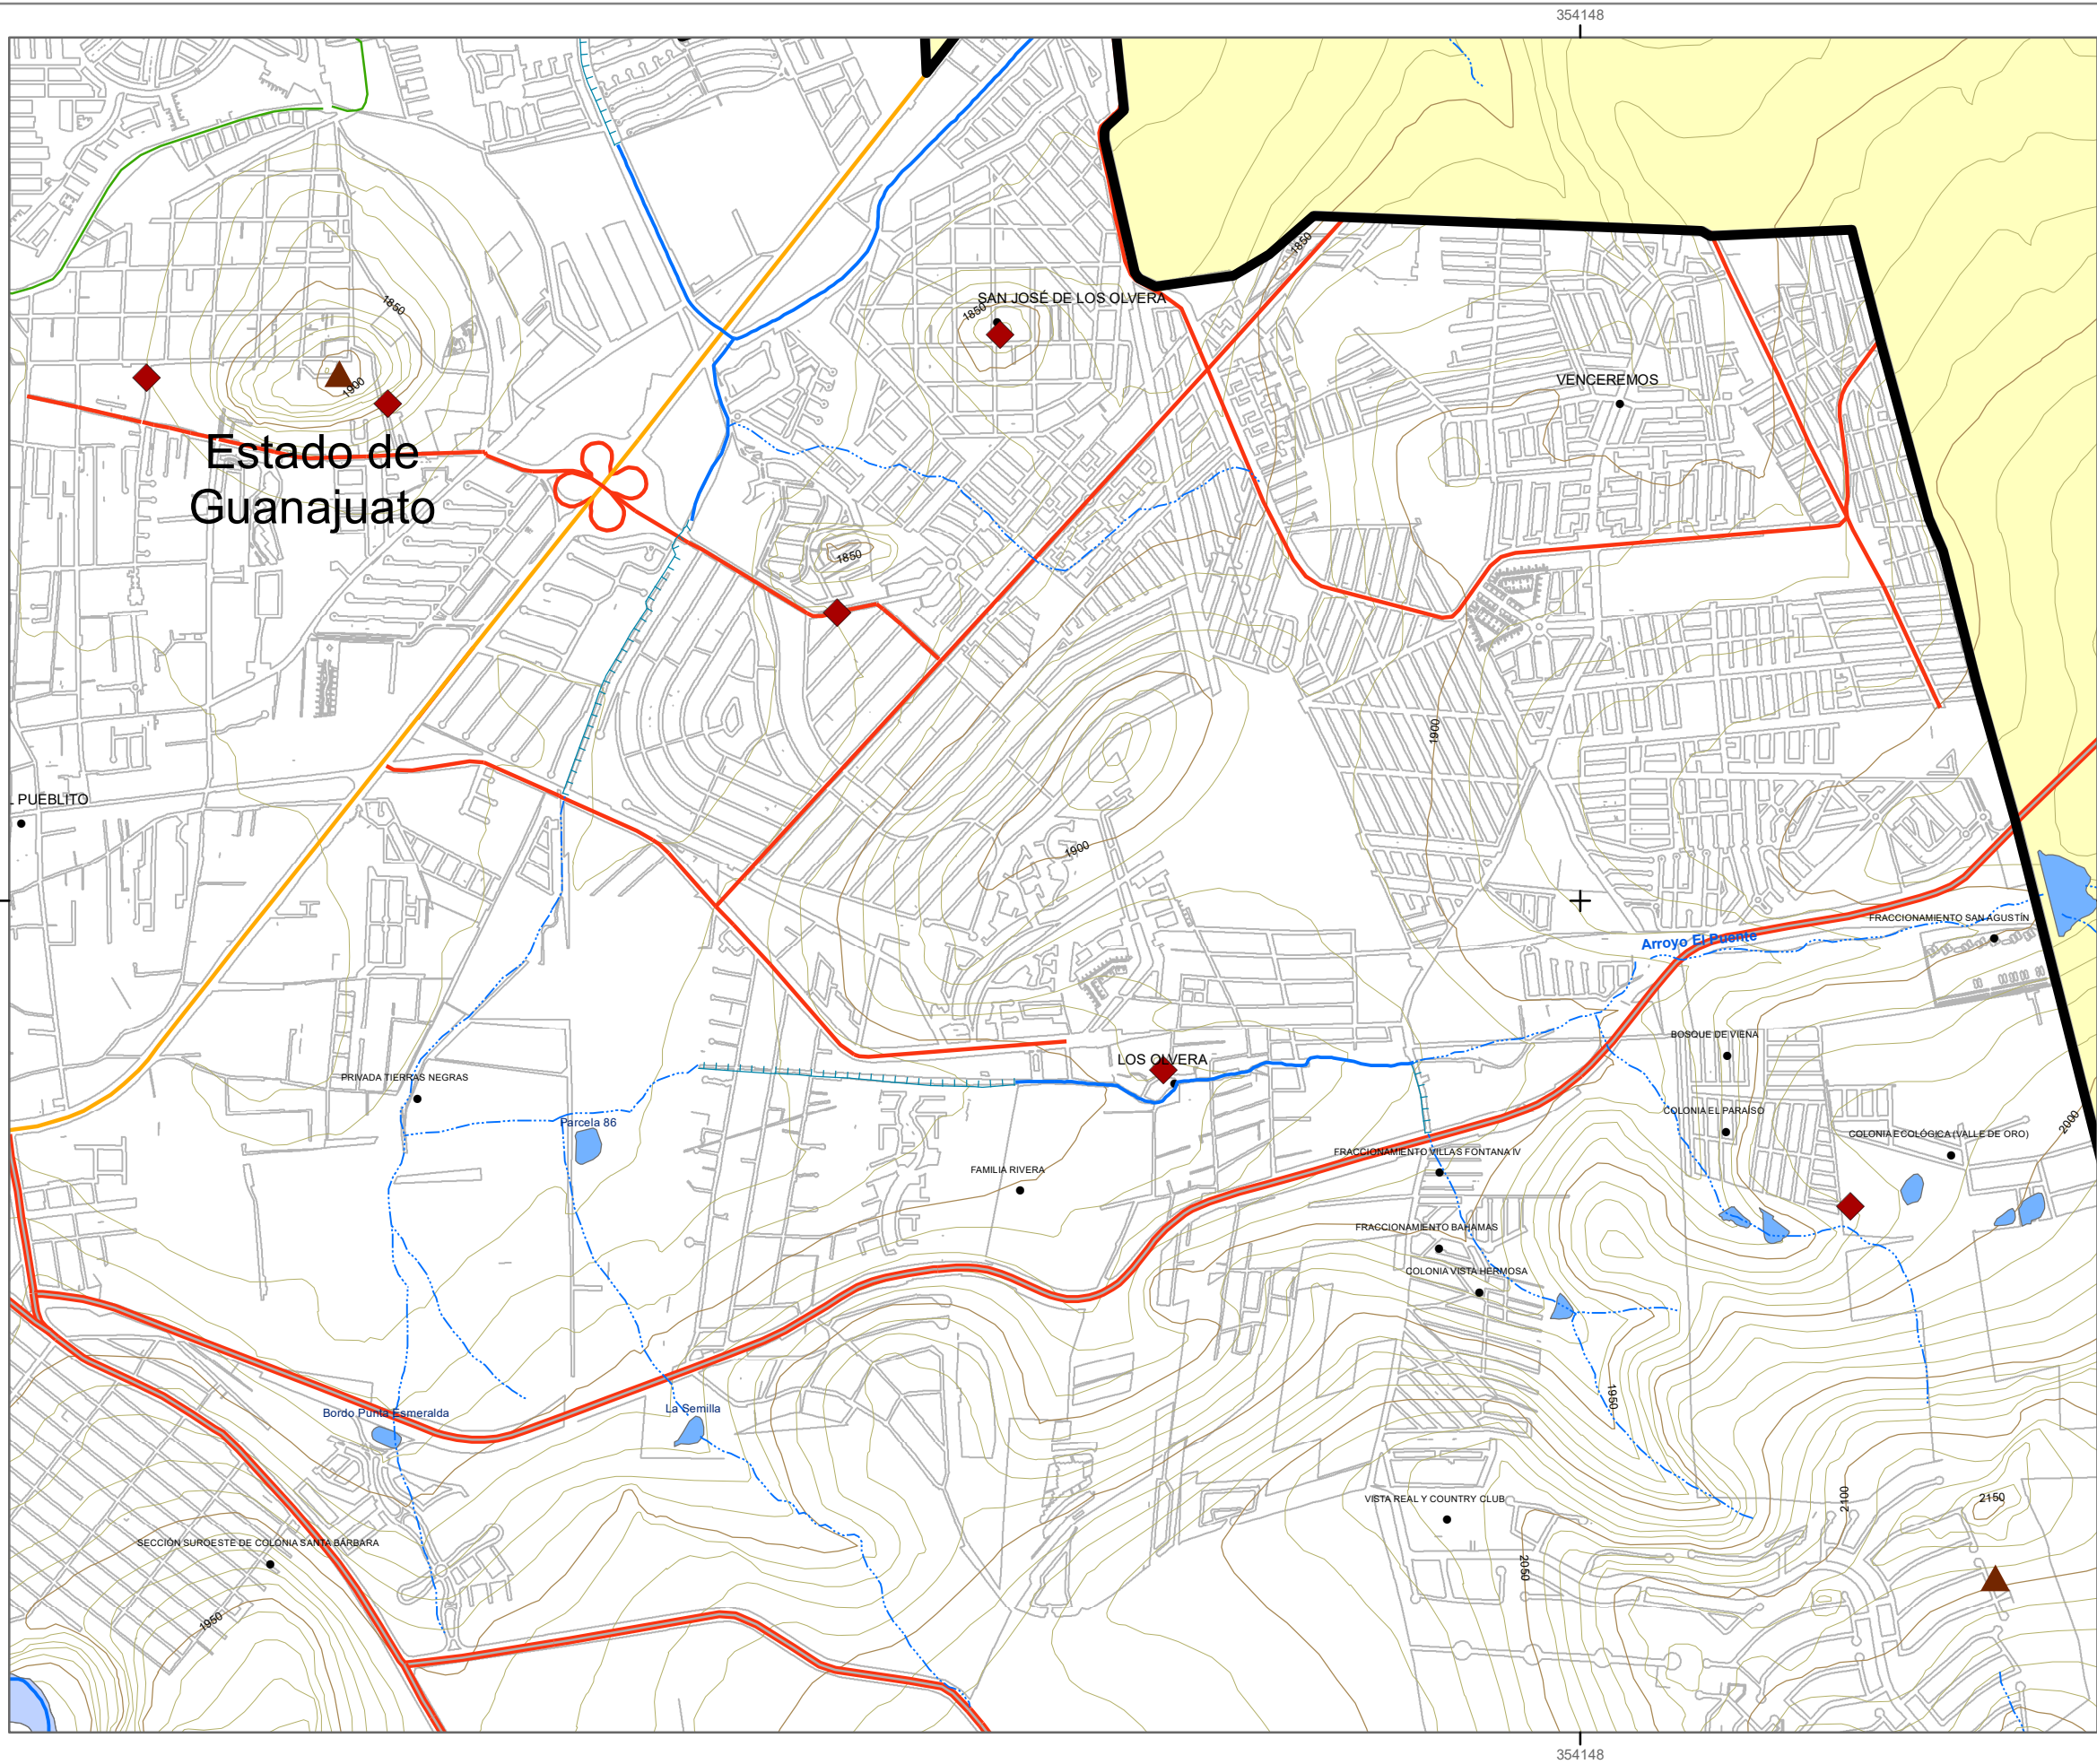 354148
1850
SAN JOSÉ DE LOS OLVERA
1850
1850
VENCEREMOS
1900
Estado de
Guanajuato
1850
1900
. PUEBLITO
1900
FRACCIONAMIENTO SAN AGUSTÍN
Arroyo El Puente
BOSQUE DE VIENA
LOS OLVERA
PRIVADA TIERRAS NEGRAS
COLONIA EL PARAÍSO
Parcela 86
2000
COLONIA ECOLÓGICA (VALLE DE ORO)
FRACCIONAMIENTO VILLAS FONTANA IV
FAMILIA RIVERA
FRACCIONAMIENTO BAHAMAS
COLONIA VISTA HERMOSA
1950
La Semilla
Bordo Punta Esmeralda
VISTA REAL Y COUNTRY CLUB
2100
2150
SECCIÓN SUROESTE DE COLONIA SANTA BÁRBARA
2050
1950
354148